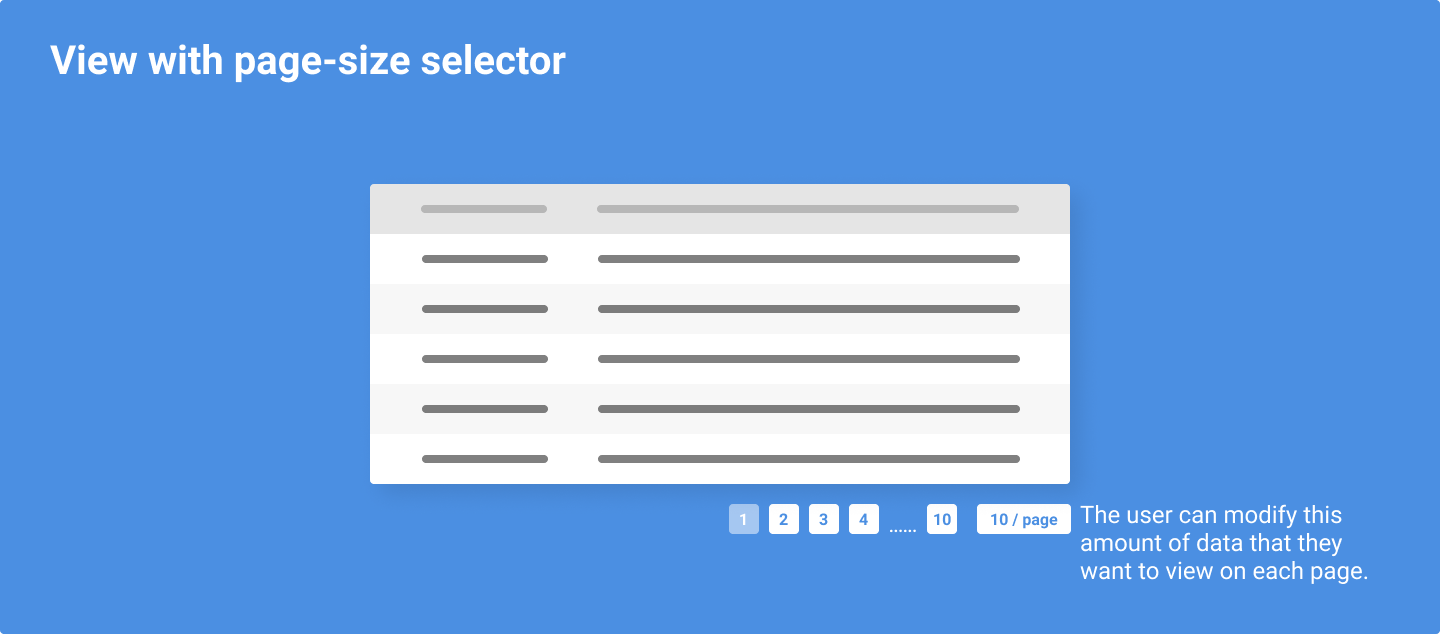 View with page-size selector
1 2 3 4 ...... 10 10 / page
The user can modify this
amount of data that they
want to view on each page.